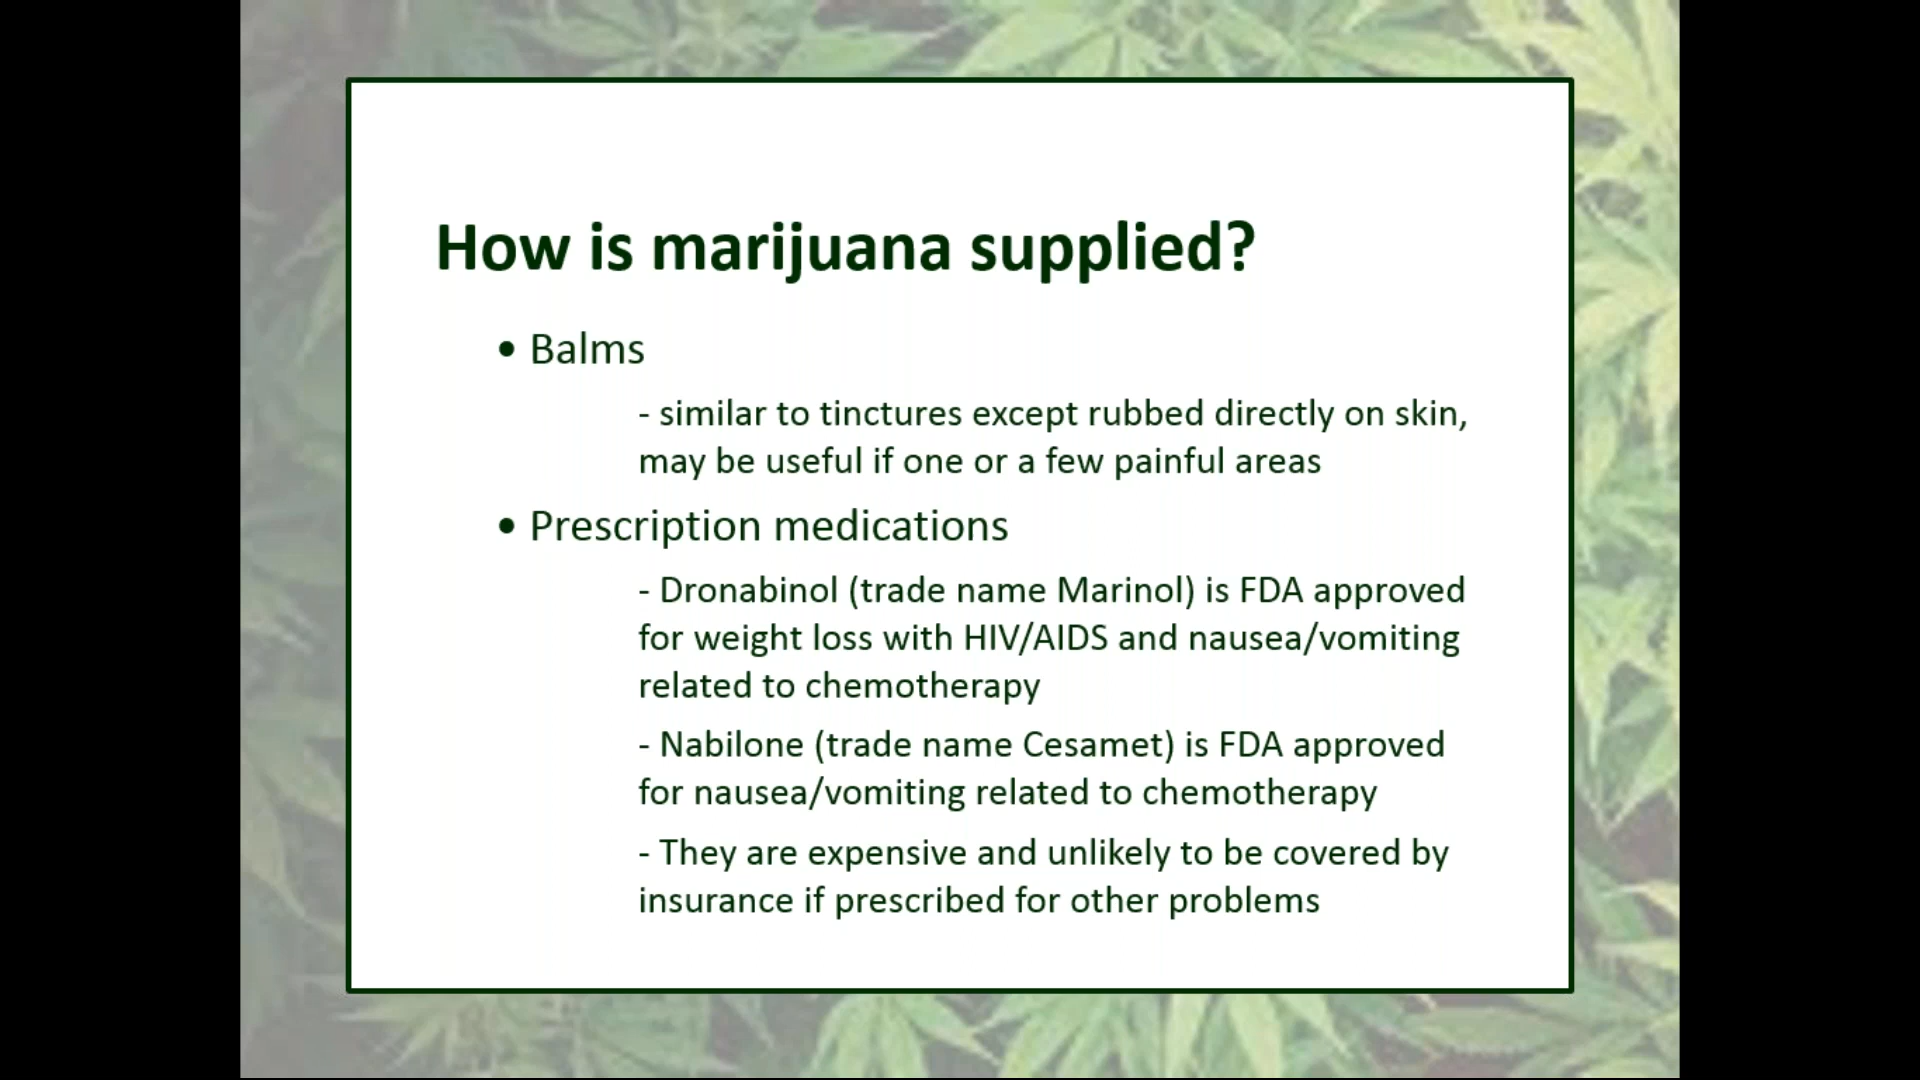 How is marijuana supplied?
• Balms
- similar to tinctures except rubbed directly on skin,
may be useful if one or a few painful areas
• Prescription medications
- Dronabinol (trade name Marinol) is FDA approved
for weight loss with HIV/AIDS and nausea/vomiting
related to chemotherapy
- Nabilone (trade name Cesamet) is FDA approved
for nausea/vomiting related to chemotherapy
- They are expensive and unlikely to be covered by
insurance if prescribed for other problems